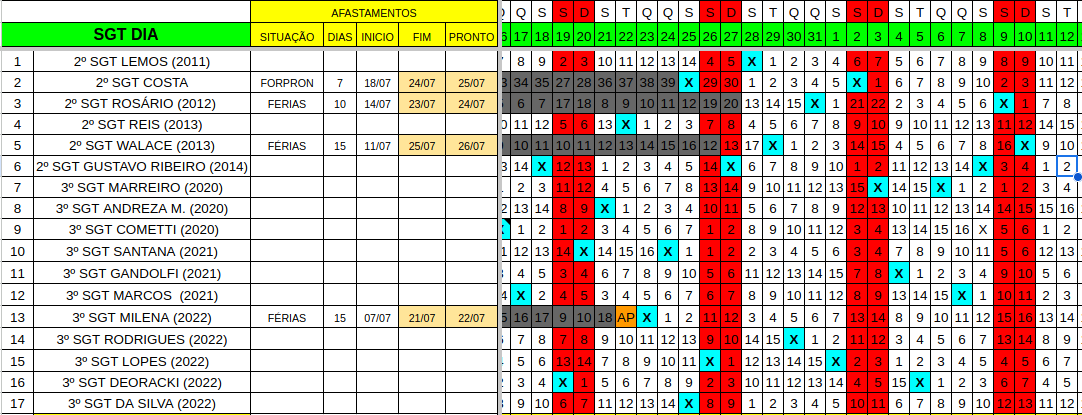 AFASTAMENTOS Q S S D S T Q Q S S D S T Q Q S S D S T Q Q S S D S T
SGT DIA SITUAÇÃO DIAS INICIO FIM PRONTO 17 18 19 20 21 22 23 24 25 26 27 28 29 30 31 1 2 3 4 5 6 7 8 9 10 11 12
1 2º SGT LEMOS (2011) 8 9 2 3 10 11 12 13 14 4 5 X 1 2 3 4 6 7 5 6 7 8 9 8 9 10 11
2 2º SGT COSTA FORPRON 7 18/07 24/07 25/07 34 35 27 28 36 37 38 39 X 29 30 1 2 3 4 5 X 1 6 7 8 9 10 2 3 11 12
3 2º SGT ROSÁRIO (2012) FERIAS 10 14/07 23/07 24/07 6 7 17 18 8 9 10 11 12 19 20 13 14 15 X 1 21 22 2 3 4 5 6 X 1 7 8
4 2º SGT REIS (2013) 11 12 5 6 13 X 1 2 3 7 8 4 5 6 7 8 9 10 9 10 11 12 13 11 12 14 15
5 2º SGT WALACE (2013) FÉRIAS 15 11/07 25/07 26/07 10 11 10 11 12 13 14 15 16 12 13 17 X 1 2 3 14 15 4 5 6 7 8 16 X 9 10
6 2º SGT GUSTAVO RIBEIRO (2014) 14 X 12 13 1 2 3 4 5 14 X 6 7 8 9 10 1 2 11 12 13 14 X 3 4 1 2
7 3º SGT MARREIRO (2020) 2 3 11 12 4 5 6 7 8 13 14 9 10 11 12 13 15 X 14 15 X 1 2 1 2 3 4
8 3º SGT ANDREZA M. (2020) 13 14 8 9 X 1 2 3 4 10 11 5 6 7 8 9 12 13 10 11 12 13 14 14 15 15 16
9 3º SGT COMETTI (2020) 1 2 1 2 3 4 5 6 7 1 2 8 9 10 11 12 3 4 13 14 15 16 X 5 6 1 2
10 3º SGT SANTANA (2021) 12 13 13 X 14 15 16 X 1 1 2 2 3 4 5 6 3 4 7 8 9 10 11 5 6 12 13
11 3º SGT GANDOLFI (2021) 4 5 3 4 6 7 8 9 10 5 6 11 12 13 14 15 7 8 X 1 2 3 4 9 10 5 6
12 3º SGT MARCOS (2021) X 2 4 5 3 4 5 6 7 6 7 8 9 10 11 12 8 9 13 14 15 X 1 10 11 2 3
13 3º SGT MILENA (2022) FÉRIAS 15 07/07 21/07 22/07 16 17 9 10 18 AP X 1 2 11 12 3 4 5 6 7 13 14 8 9 10 11 12 15 16 13 14
14 3º SGT RODRIGUES (2022) 7 8 7 8 9 10 11 12 13 9 10 14 15 X 1 2 11 12 3 4 5 6 7 13 14 8 9
15 3º SGT LOPES (2022) 5 6 13 14 7 8 9 10 11 X 1 12 13 14 15 X 2 3 1 2 3 4 5 4 5 6 7
16 3º SGT DEORACKI (2022) 3 4 X 1 5 6 7 8 9 2 3 10 11 12 13 14 4 5 15 X 1 2 3 6 7 4 5
17 3º SGT DA SILVA (2022) 9 10 6 7 11 12 13 14 X 8 9 1 2 3 4 5 10 11 6 7 8 9 10 12 13 11 12